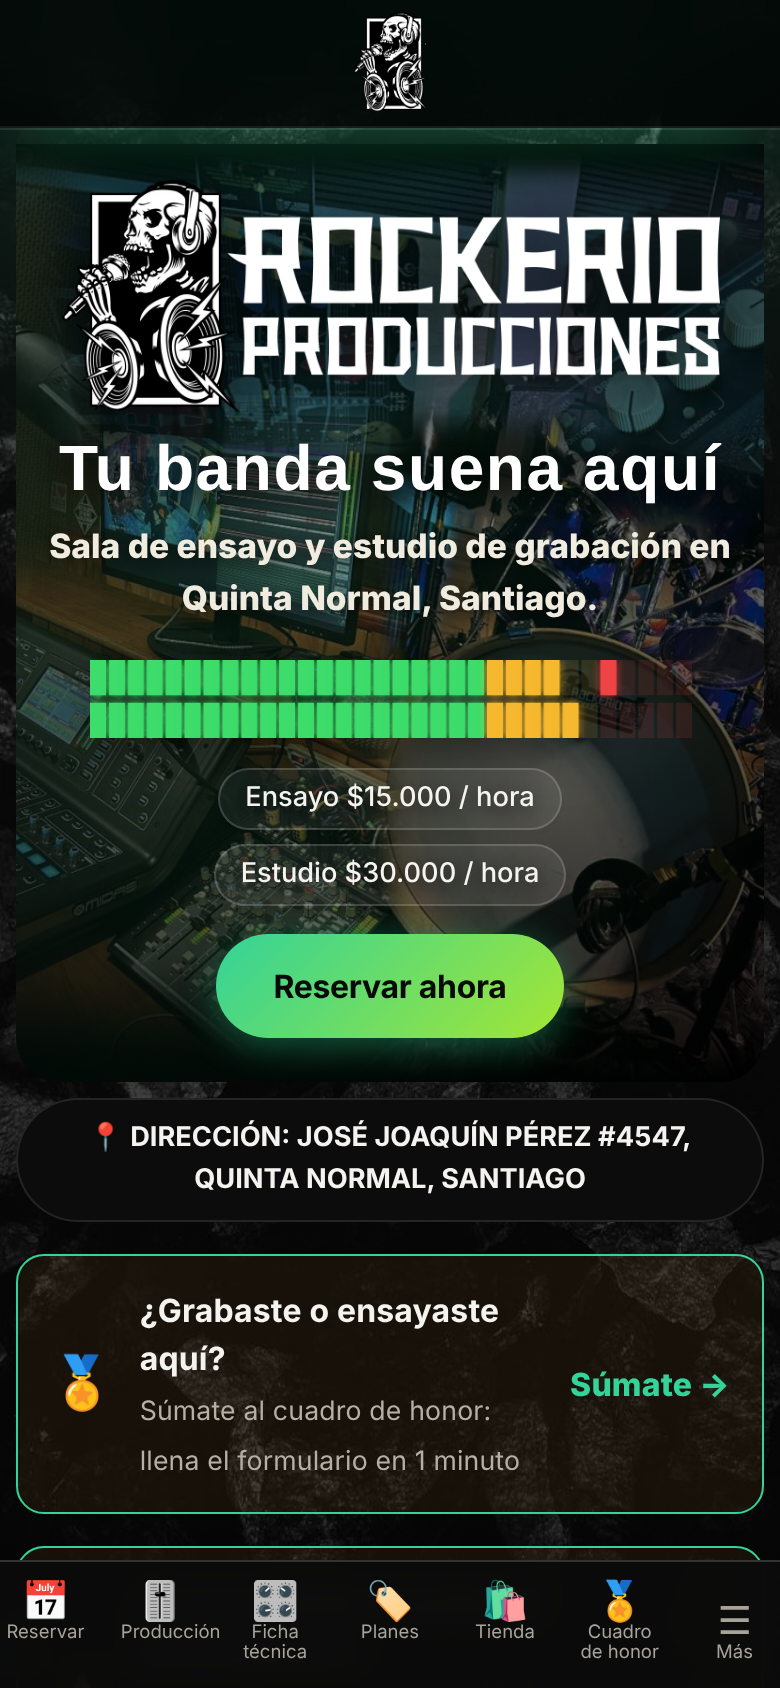 ROCKERIO
PRODUCCIONES
Tu banda suena aquí
Sala de ensayo y estudio de grabación en
Quinta Normal, Santiago.
Ensayo $15.000 / hora
Estudio $30.000 / hora
Reservar ahora
📍 DIRECCIÓN: JOSÉ JOAQUÍN PÉREZ #4547,
QUINTA NORMAL, SANTIAGO
¿Grabaste o ensayaste
aquí?
Súmate al cuadro de honor:
llena el formulario en 1 minuto
Súmate →
July
17
Reservar
Producción
Ficha
técnica
Planes
Tienda
Cuadro
de honor
Más
MIDAS
OVERDRIVE
ROCKERIO